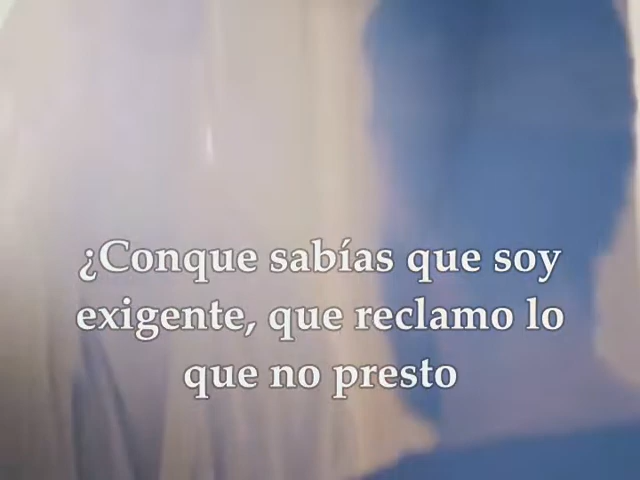 ¿Conque sabías que soy
exigente, que reclamo lo
que no presto